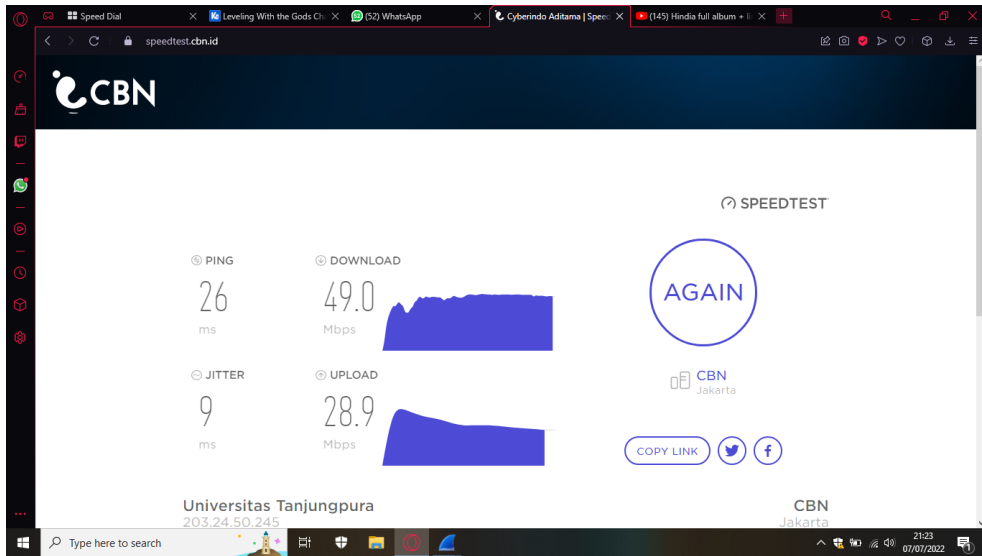 Speed Dial
Ke Leveling With the Gods Ch
52 (52) WhatsApp
Cyberindo Aditama | Speed
(145) Hindia full album + li
speedtest.cbn.id
CBN
SPEEDTEST
PING
26
ms
DOWNLOAD
49.0
Mbps
AGAIN
JITTER
9
ms
UPLOAD
28.9
Mbps
CBN
Jakarta
COPY LINK
Universitas Tanjungpura
203.24.50.245
CBN
Jakarta
Type here to search
21:23
07/07/2022
1